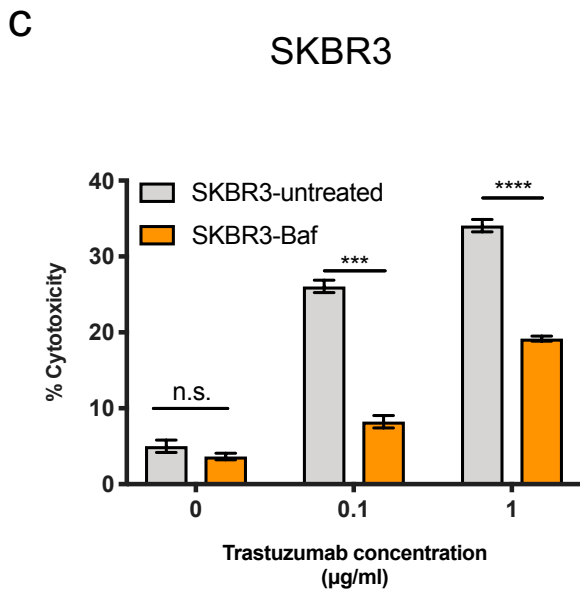 C
SKBR3
SKBR3-untreated
SKBR3-Baf
n.s.
***
****
% Cytotoxicity
40
30
20
10
0
0 0.1 1
Trastuzumab concentration
(µg/ml)